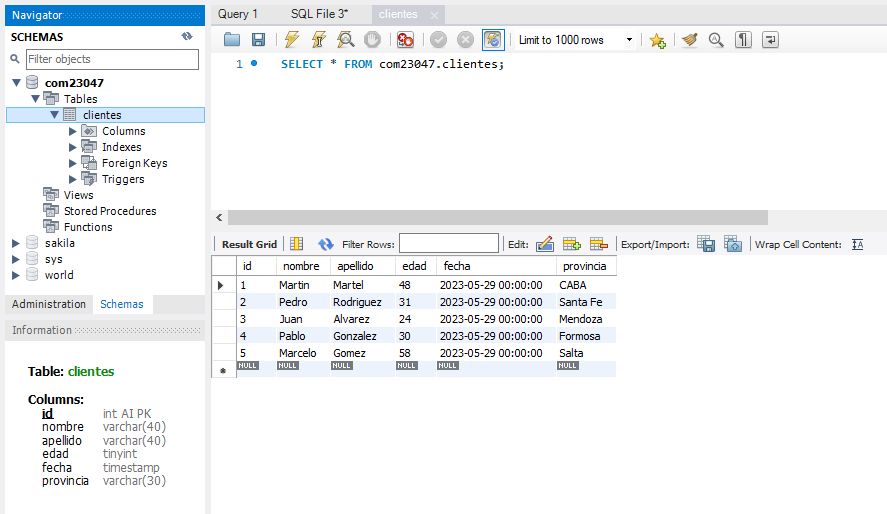 Navigator
SCHEMAS
Filter objects
com23047
Tables
clientes
Columns
Indexes
Foreign Keys
Triggers
Views
Stored Procedures
Functions
sakila
sys
world
Administration Schemas
Information
Table: clientes
Columns:
id int AI PK
nombre varchar(40)
apellido varchar(40)
edad tinyint
fecha timestamp
provincia varchar(30)
Query 1 SQL File 3* clientes
Limit to 1000 rows
1 SELECT * FROM com23047.clientes;
Result Grid Filter Rows: Edit: Export/Import: Wrap Cell Content:
id nombre apellido edad fecha provincia
1 Martin Martel 48 2023-05-29 00:00:00 CABA
2 Pedro Rodriguez 31 2023-05-29 00:00:00 Santa Fe
3 Juan Alvarez 24 2023-05-29 00:00:00 Mendoza
4 Pablo Gonzalez 30 2023-05-29 00:00:00 Formosa
5 Marcelo Gomez 58 2023-05-29 00:00:00 Salta
NULL NULL NULL NULL NULL NULL